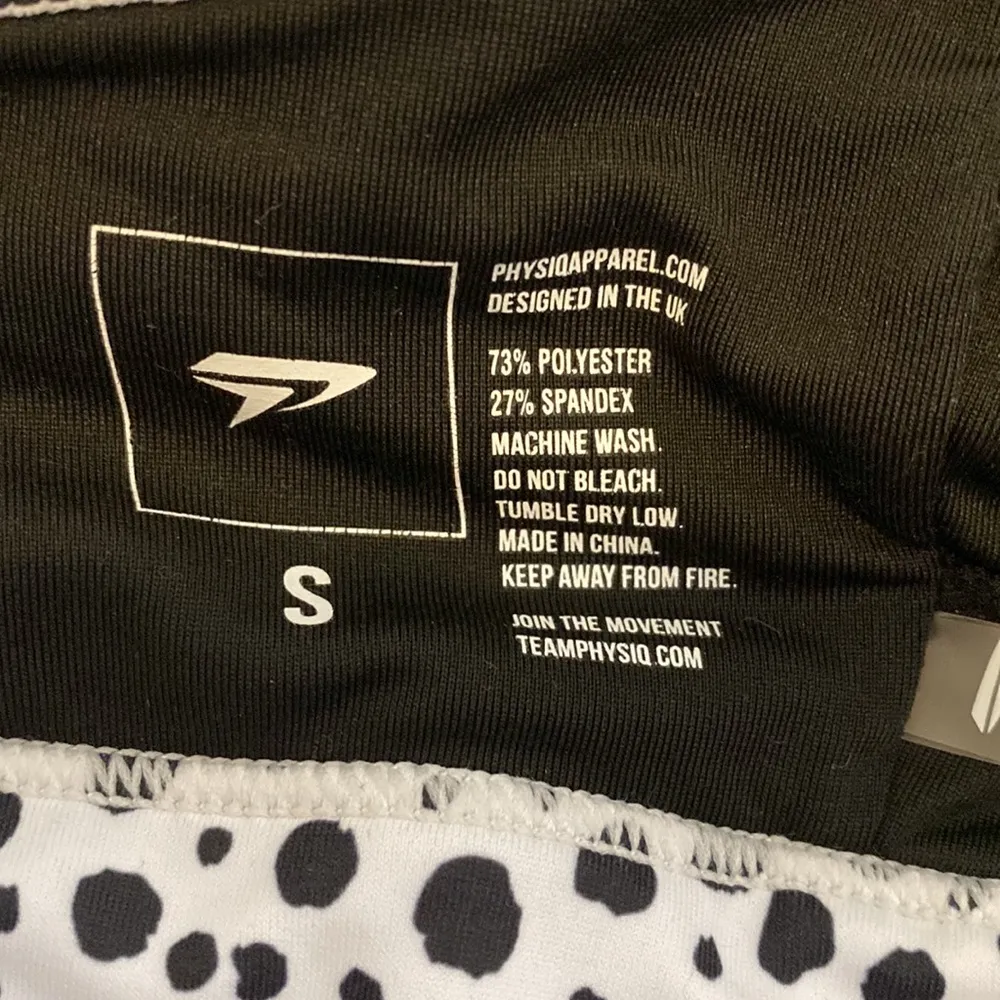 PHYSIQAPPAREL.COM
DESIGNED IN THE UK
73% POLYESTER
27% SPANDEX
MACHINE WASH.
DO NOT BLEACH.
TUMBLE DRY LOW.
MADE IN CHINA.
KEEP AWAY FROM FIRE.
S
JOIN THE MOVEMENT
TEAMPHYSIQ.COM